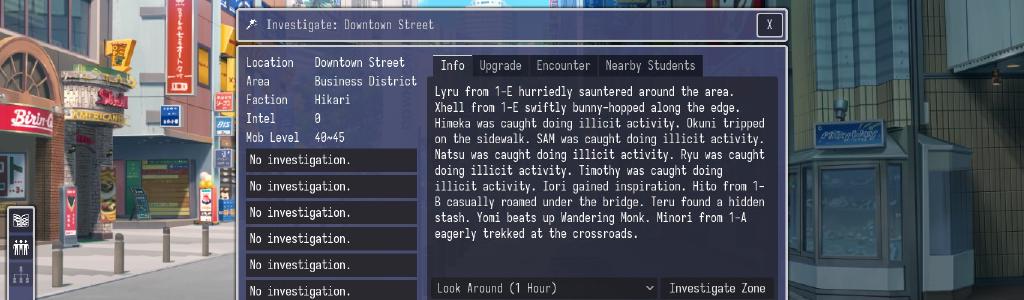 Investigate: Downtown Street
X
Location Downtown Street
Area Business District
Faction Hikari
Intel 0
Mob Level 40~45
No investigation.
No investigation.
No investigation.
No investigation.
No investigation.
No investigation.
Info Upgrade Encounter Nearby Students
Lyru from 1-E hurriedly sauntered around the area.
Xhell from 1-E swiftly bunny-hopped along the edge.
Himeka was caught doing illicit activity. Okuni tripped
on the sidewalk. SAM was caught doing illicit activity.
Natsu was caught doing illicit activity. Ryu was caught
doing illicit activity. Timothy was caught doing
illicit activity. Iori gained inspiration. Hito from 1-
B casually roamed under the bridge. Teru found a hidden
stash. Yomi beats up Wandering Monk. Minori from 1-A
eagerly trekked at the crossroads.
Look Around (1 Hour)
Investigate Zone